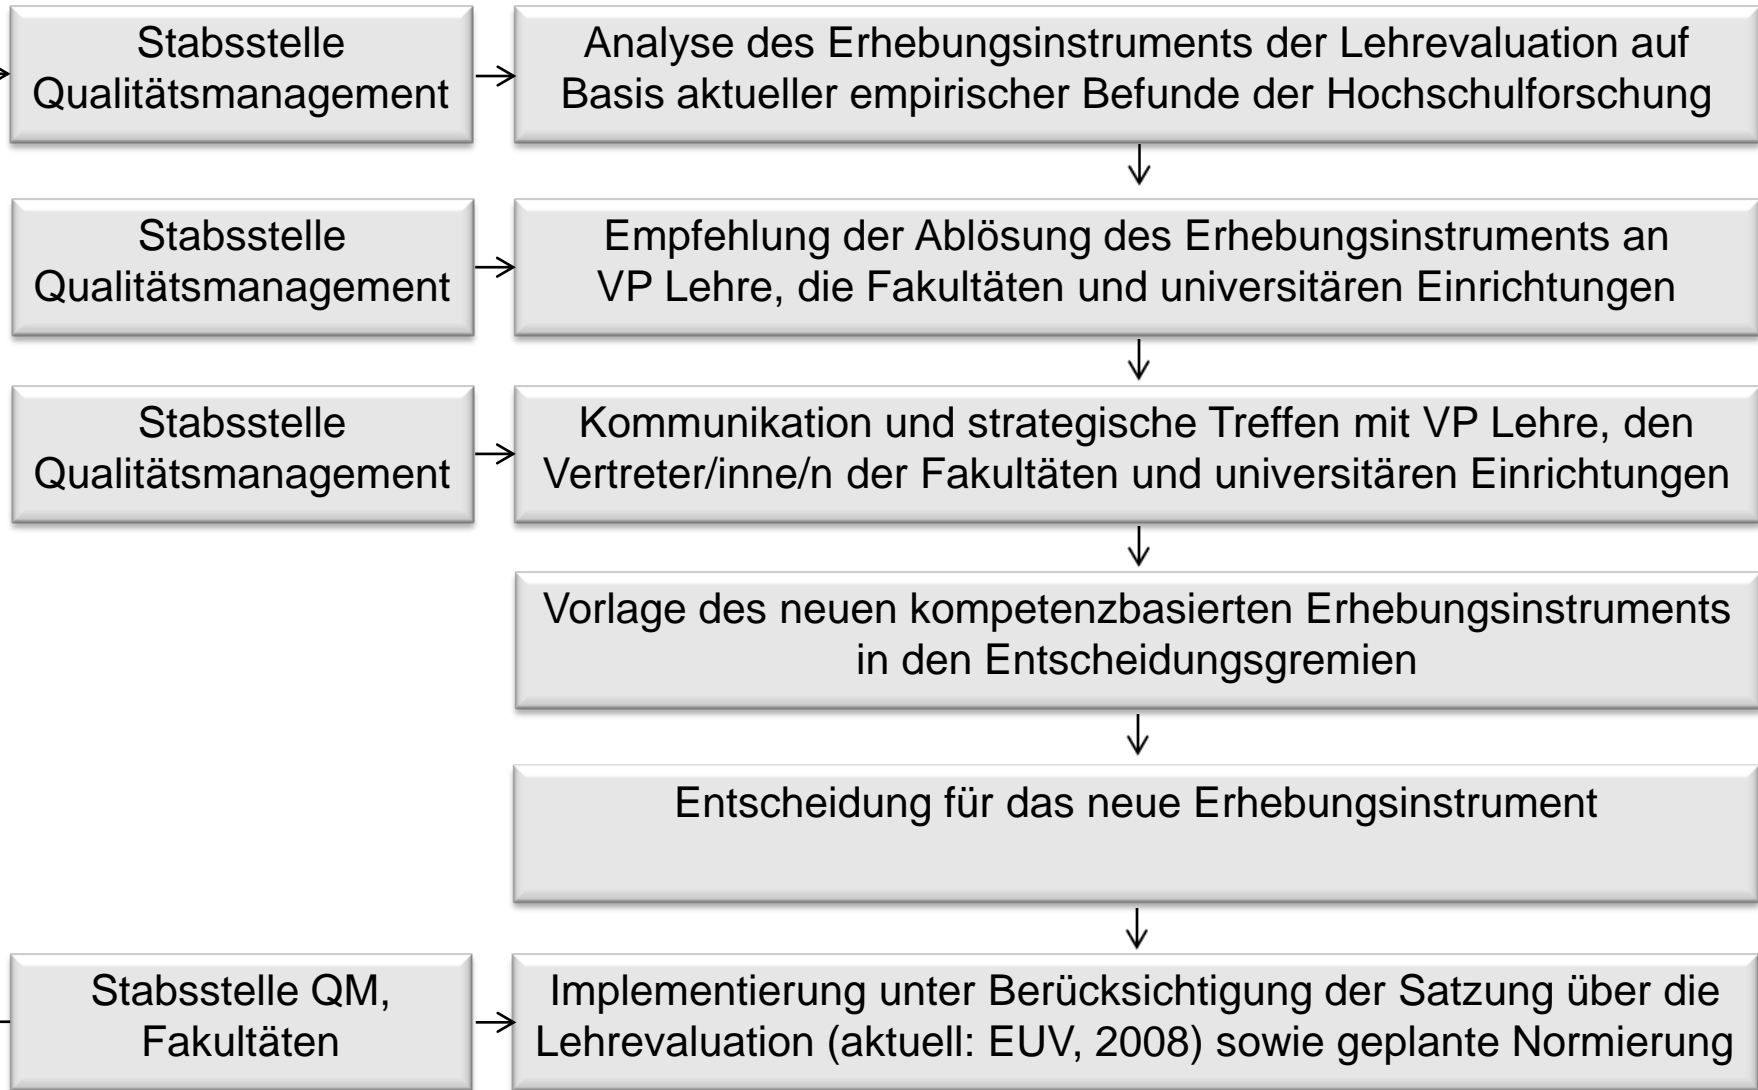 Stabsstelle
Qualitätsmanagement
Analyse des Erhebungsinstruments der Lehrevaluation auf
Basis aktueller empirischer Befunde der Hochschulforschung
Stabsstelle
Qualitätsmanagement
Empfehlung der Ablösung des Erhebungsinstruments an
VP Lehre, die Fakultäten und universitären Einrichtungen
Stabsstelle
Qualitätsmanagement
Kommunikation und strategische Treffen mit VP Lehre, den
Vertreter/inne/n der Fakultäten und universitären Einrichtungen
Vorlage des neuen kompetenzbasierten Erhebungsinstruments
in den Entscheidungsgremien
Entscheidung für das neue Erhebungsinstrument
Stabsstelle QM,
Fakultäten
Implementierung unter Berücksichtigung der Satzung über die
Lehrevaluation (aktuell: EUV, 2008) sowie geplante Normierung